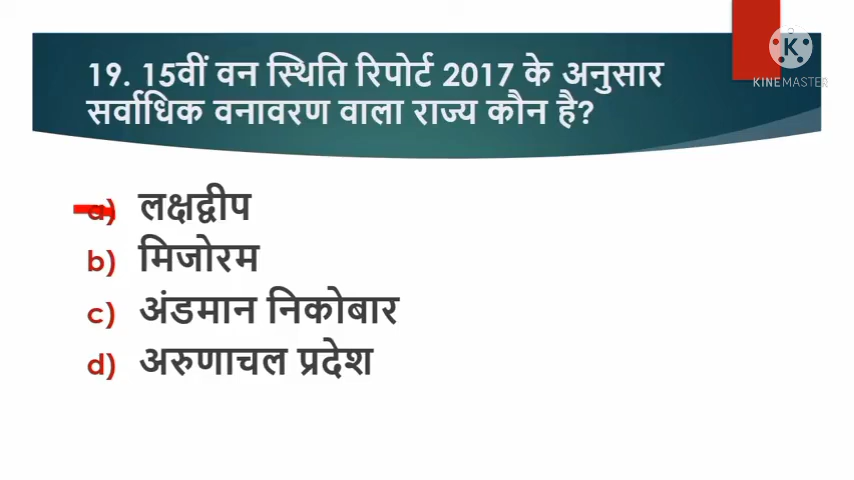 19. 15वीं वन स्थिति रिपोर्ट 2017 के अनुसार
सर्वाधिक वनावरण वाला राज्य कौन है?
K
KINEMASTER
a) लक्षद्वीप
b) मिजोरम
c) अंडमान निकोबार
d) अरुणाचल प्रदेश